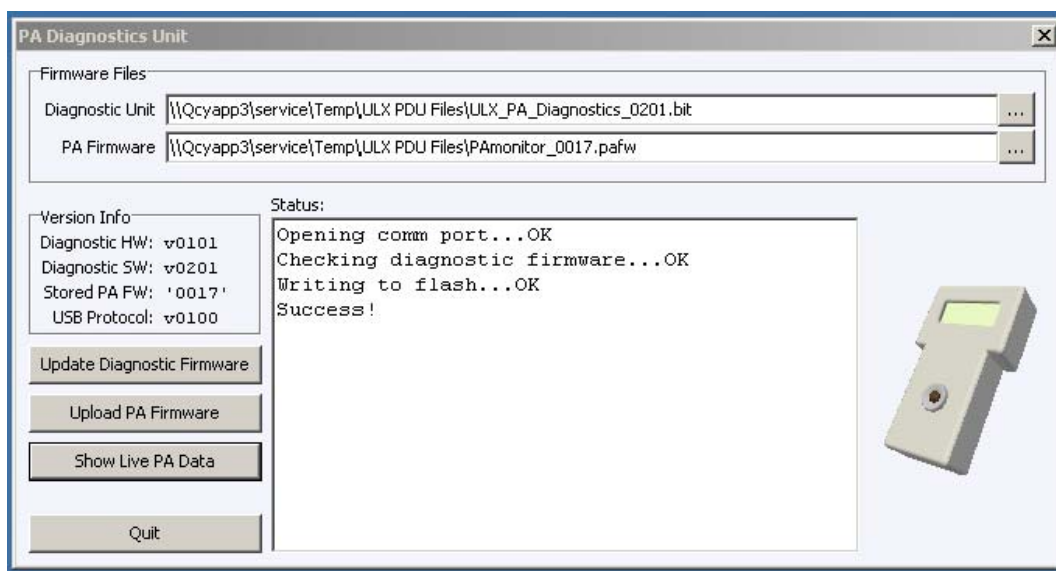 PA Diagnostics Unit
Firmware Files
Diagnostic Unit \\Qcyapp3\service\Temp\ULX PDU Files\ULX_PA_Diagnostics_0201.bit ...
PA Firmware \\Qcyapp3\service\Temp\ULX PDU Files\PAmonitor_0017.pafw ...
Version Info
Diagnostic HW: v0101
Diagnostic SW: v0201
Stored PA FW: '0017'
USB Protocol: v0100
Update Diagnostic Firmware
Upload PA Firmware
Show Live PA Data
Quit
Status:
Opening comm port...OK
Checking diagnostic firmware...OK
Writing to flash...OK
Success!